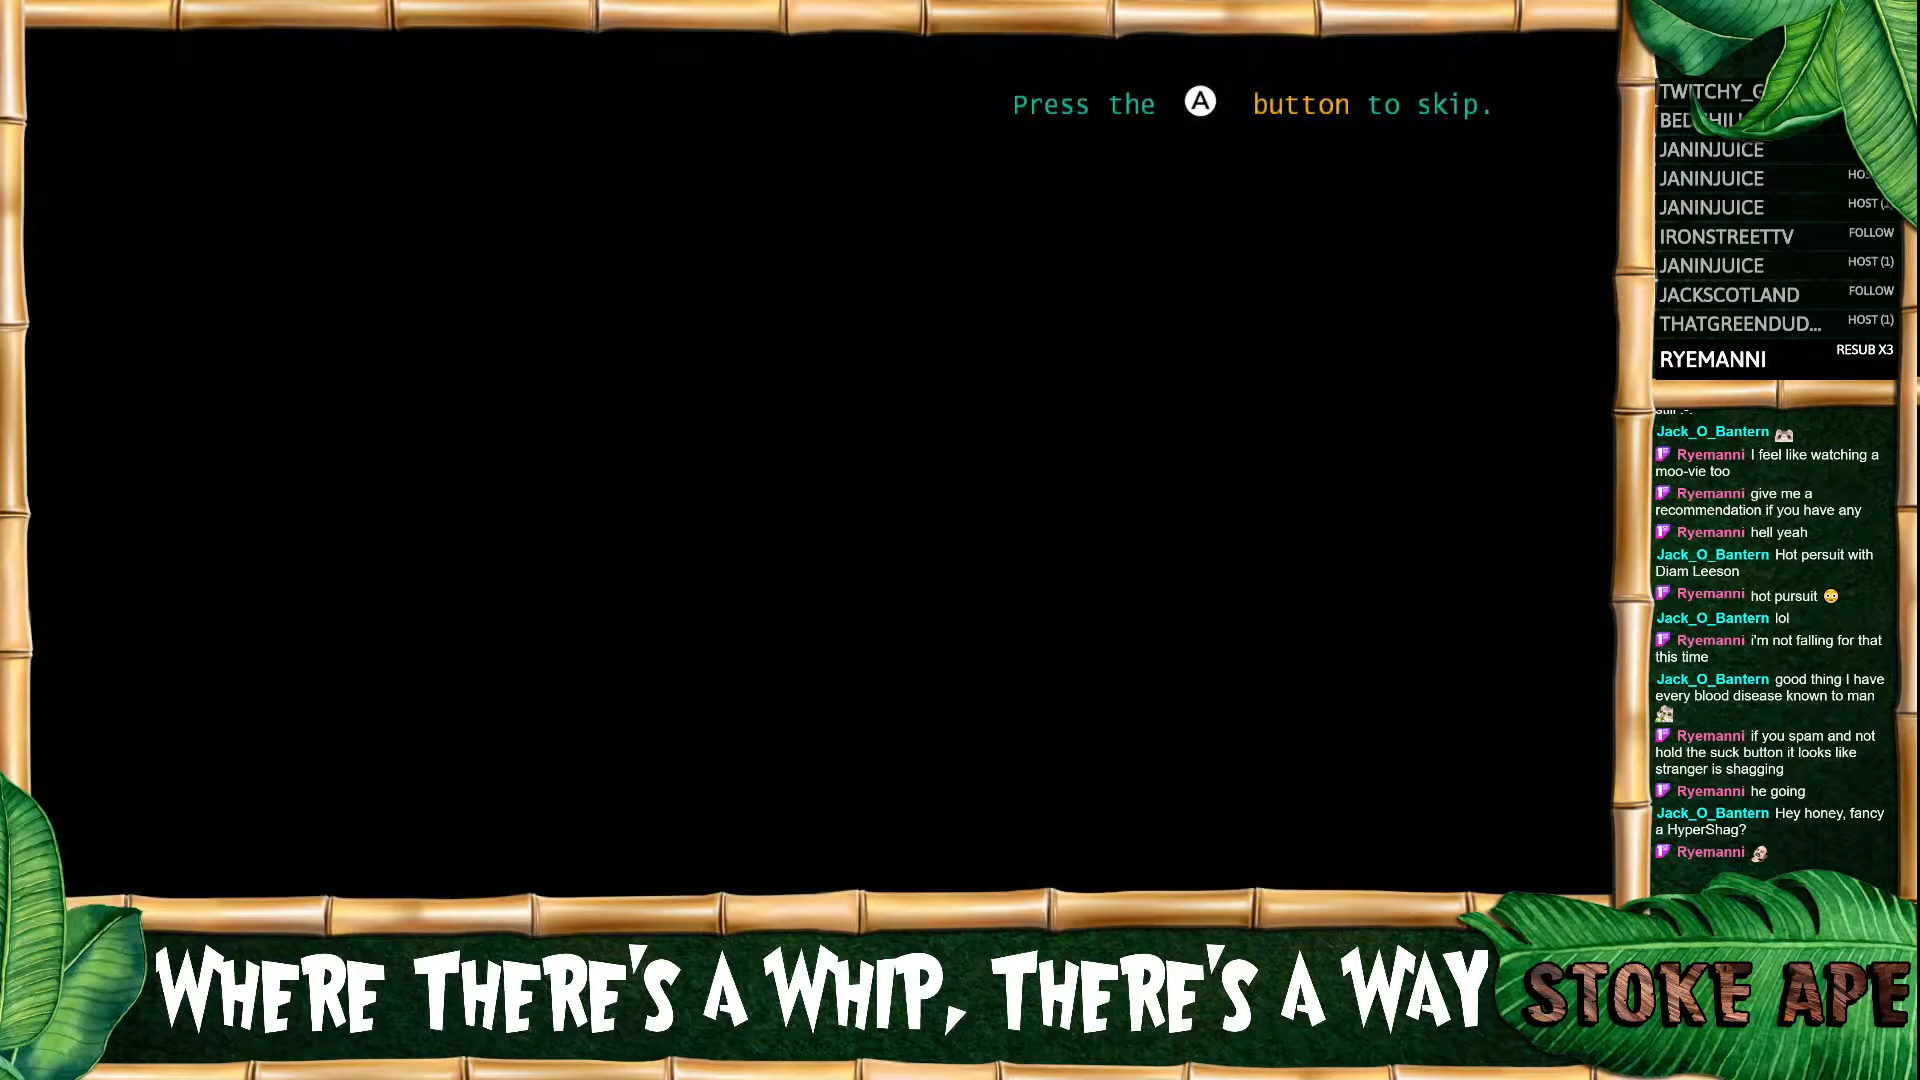 Press the A button to skip.
TWITCHY_G
JANINJUICE
JANINJUICE
JANINJUICE HOST
IRONSTREETTV FOLLOW
JANINJUICE HOST (1)
JACKSCOTLAND FOLLOW
THATGREENDUD... HOST (1)
RYEMANNI RESUB X3
Jack_O_Bantern
Ryemanni I feel like watching a
moo-vie too
Ryemanni give me a
recommendation if you have any
Ryemanni hell yeah
Jack_O_Bantern Hot persuit with
Diam Leeson
Ryemanni hot pursuit
Jack_O_Bantern lol
Ryemanni i'm not falling for that
this time
Jack_O_Bantern good thing I have
every blood disease known to man
Ryemanni if you spam and not
hold the suck button it looks like
stranger is shagging
Ryemanni he going
Jack_O_Bantern Hey honey, fancy
a HyperShag?
Ryemanni
WHERE THERE'S A WHIP, THERE'S A WAY
STOKE APE